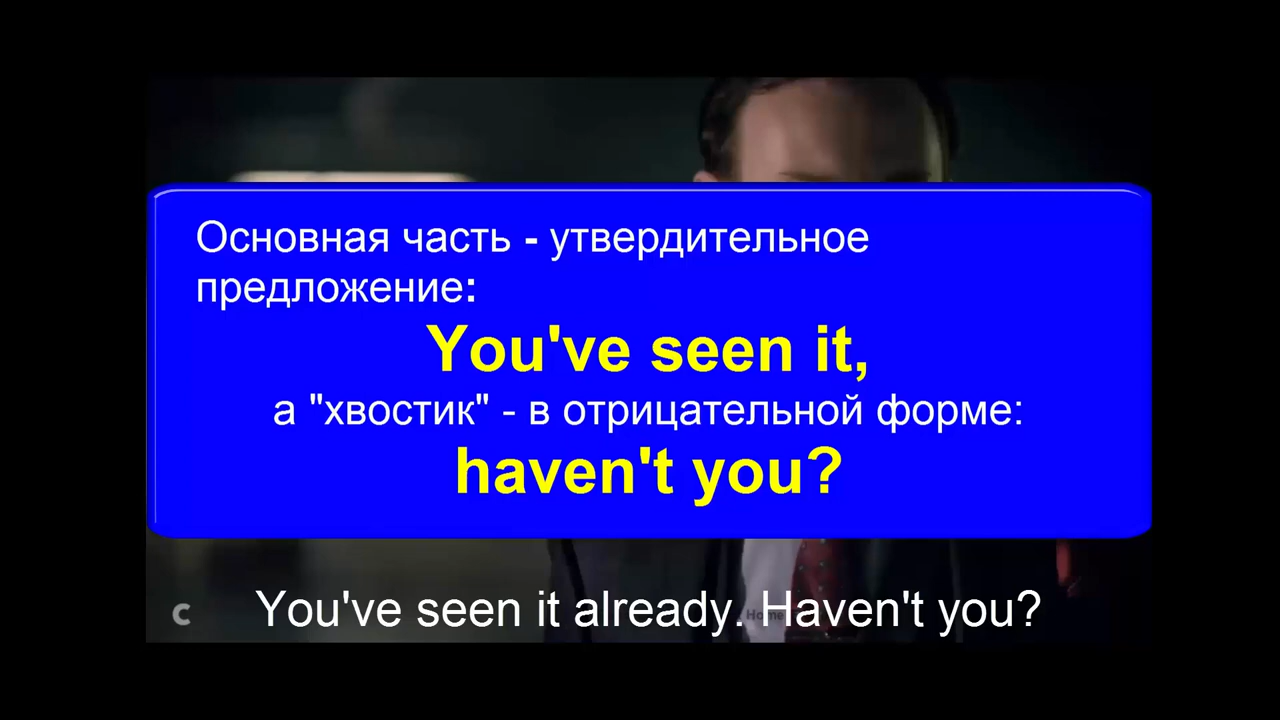 Основная часть - утвердительное
предложение:
You've seen it,
а "хвостик" - в отрицательной форме:
haven't you?
You've seen it already. Haven't you?
C
Home